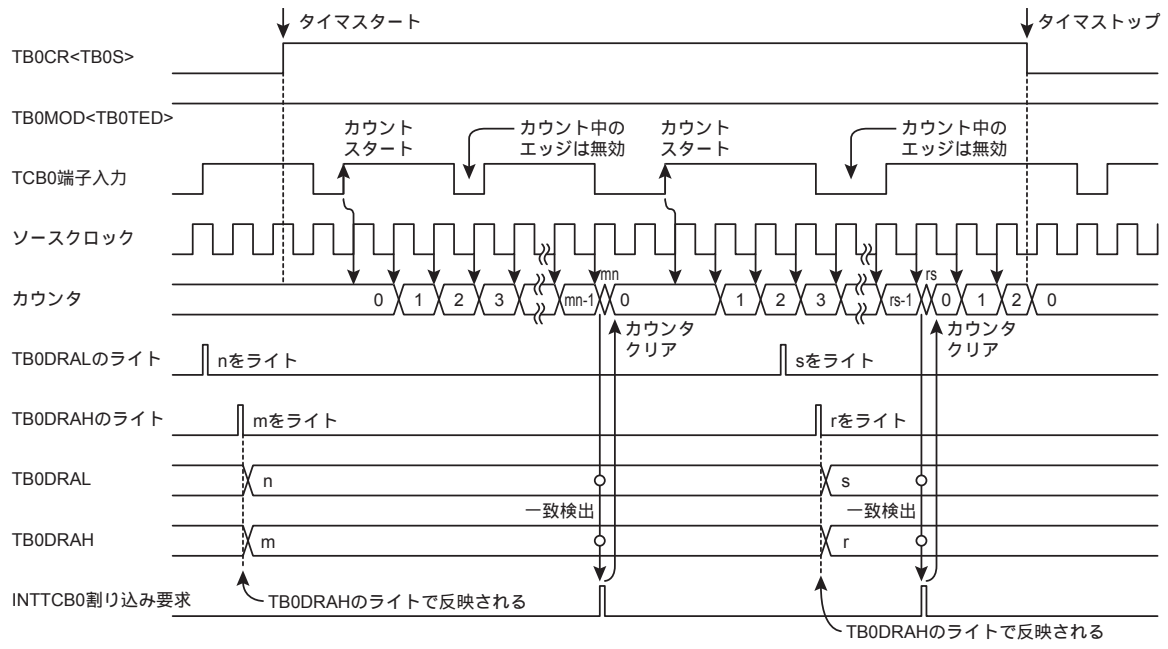 タイマスタート
タイマストップ
TB0CR<TB0S>
TB0MOD<TB0TED>
カウント
スタート
カウント中の
エッジは無効
カウント
スタート
カウント中の
エッジは無効
TCB0端子入力
ソースクロック
カウンタ
0 1 2 3 mn-1 mn 0 1 2 3 rs-1 rs 0 1 2 0
カウンタ
クリア
カウンタ
クリア
TB0DRALのライト
nをライト
sをライト
TB0DRAHのライト
mをライト
rをライト
TB0DRAL
n
s
一致検出
一致検出
TB0DRAH
m
r
INTTCB0割り込み要求
TB0DRAHのライトで反映される
TB0DRAHのライトで反映される